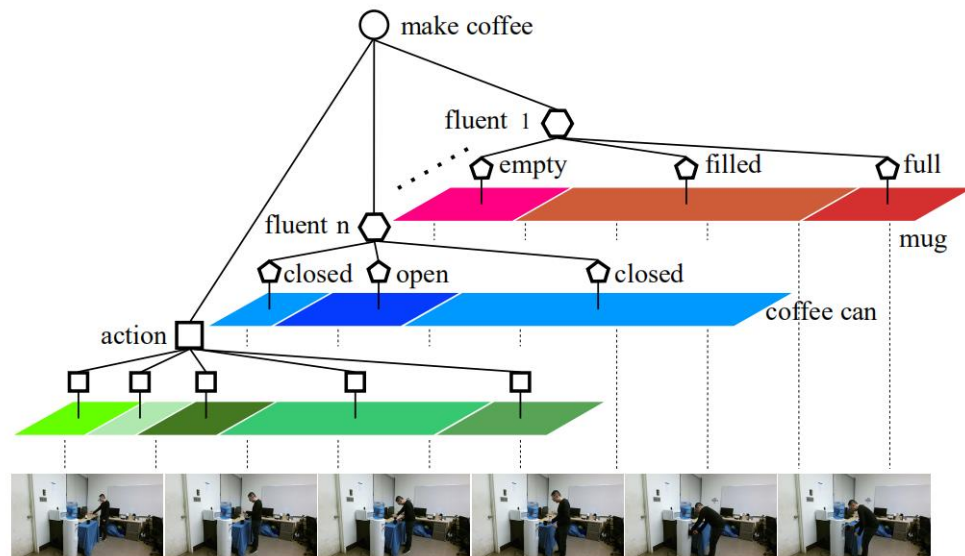 make coffee
fluent 1
empty
filled
full
mug
fluent n
closed
open
closed
coffee can
action